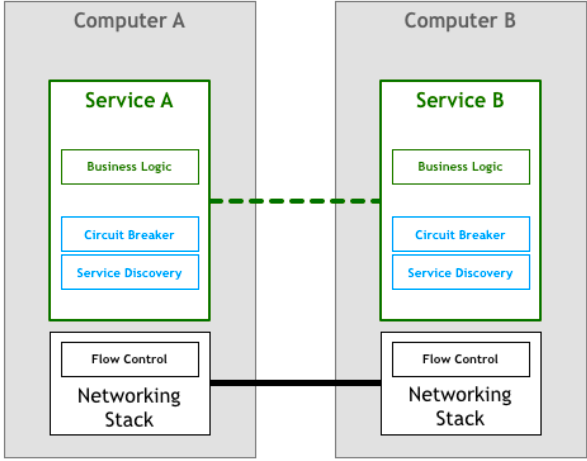 Computer A
Service A
Business Logic
Circuit Breaker
Service Discovery
Flow Control
Networking
Stack
Computer B
Service B
Business Logic
Circuit Breaker
Service Discovery
Flow Control
Networking
Stack